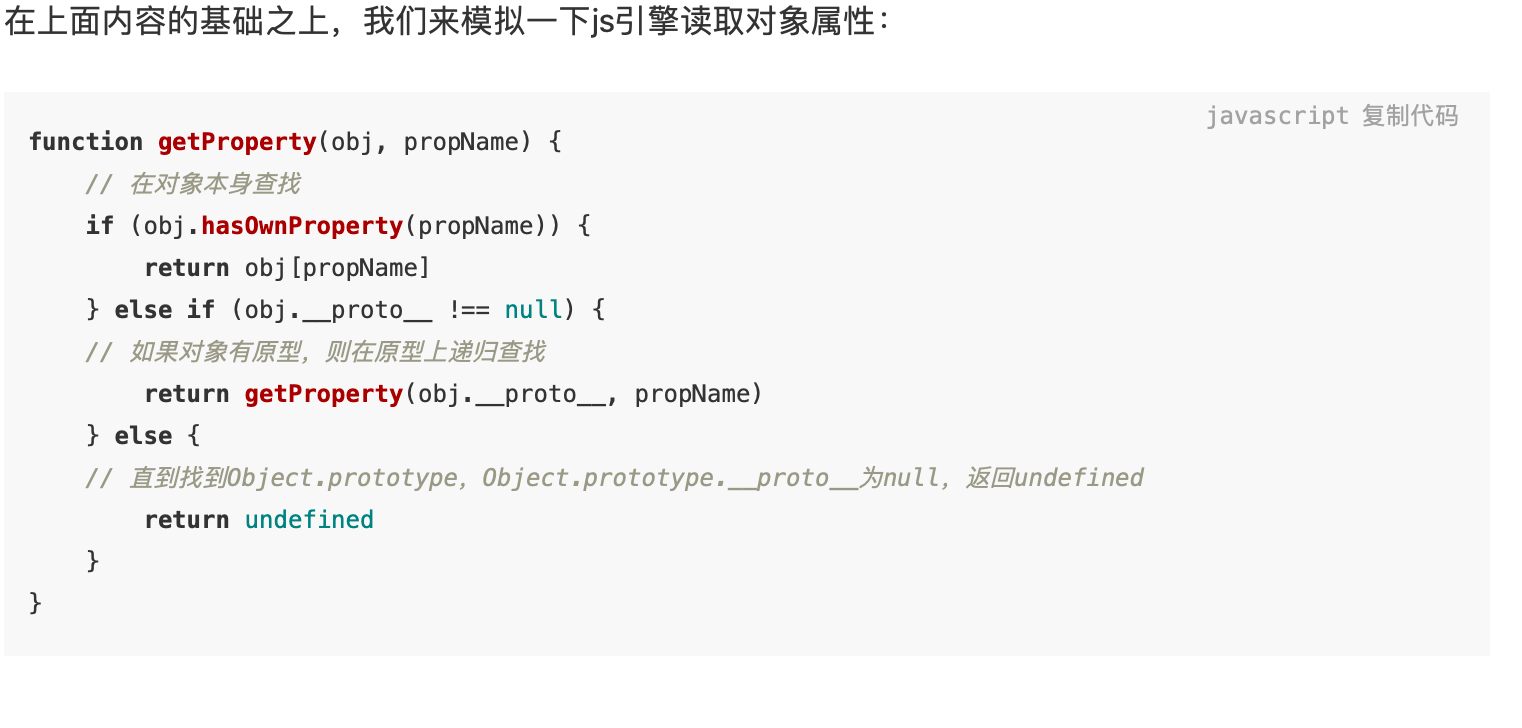 在上面内容的基础之上，我们来模拟一下js引擎读取对象属性：
javascript 复制代码
function getProperty(obj, propName) {
    // 在对象本身查找
    if (obj.hasOwnProperty(propName)) {
        return obj[propName]
    } else if (obj.__proto__ !== null) {
    // 如果对象有原型，则在原型上递归查找
        return getProperty(obj.__proto__, propName)
    } else {
    // 直到找到Object.prototype，Object.prototype.__proto__为null，返回undefined
        return undefined
    }
}